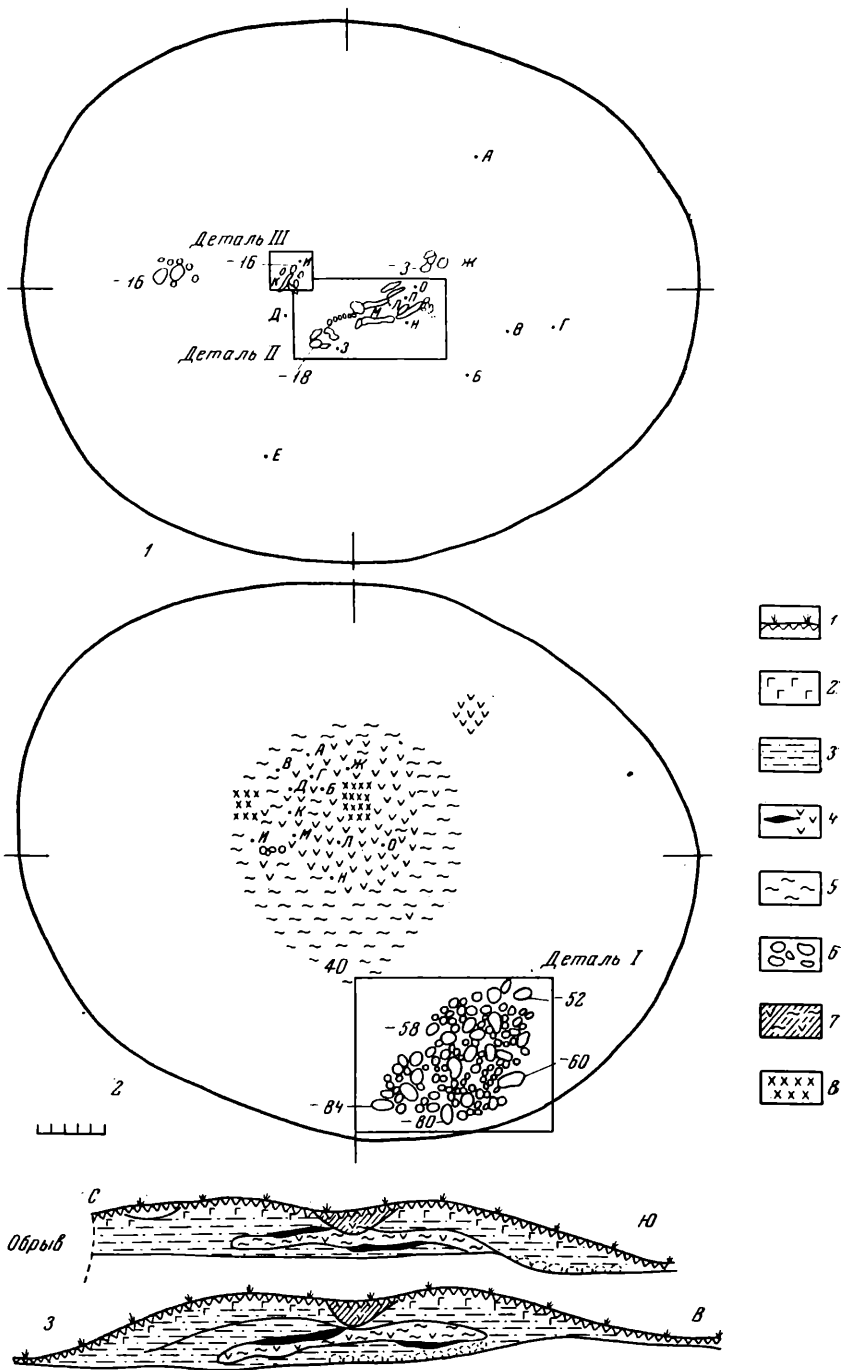 А
Деталь III
-16
И
-3
Ж
-16
К
О
П
Л
М
Н
Д
В
Г
З
Деталь II
-18
Б
Е
1
1
2
3
А
В
Г
Ж
Д
Б
4
К
И
М
Л
О
5
Н
40
Деталь I
-52
6
-58
7
-60
2
-84
-80
8
С
Ю
Обрыв
З
В